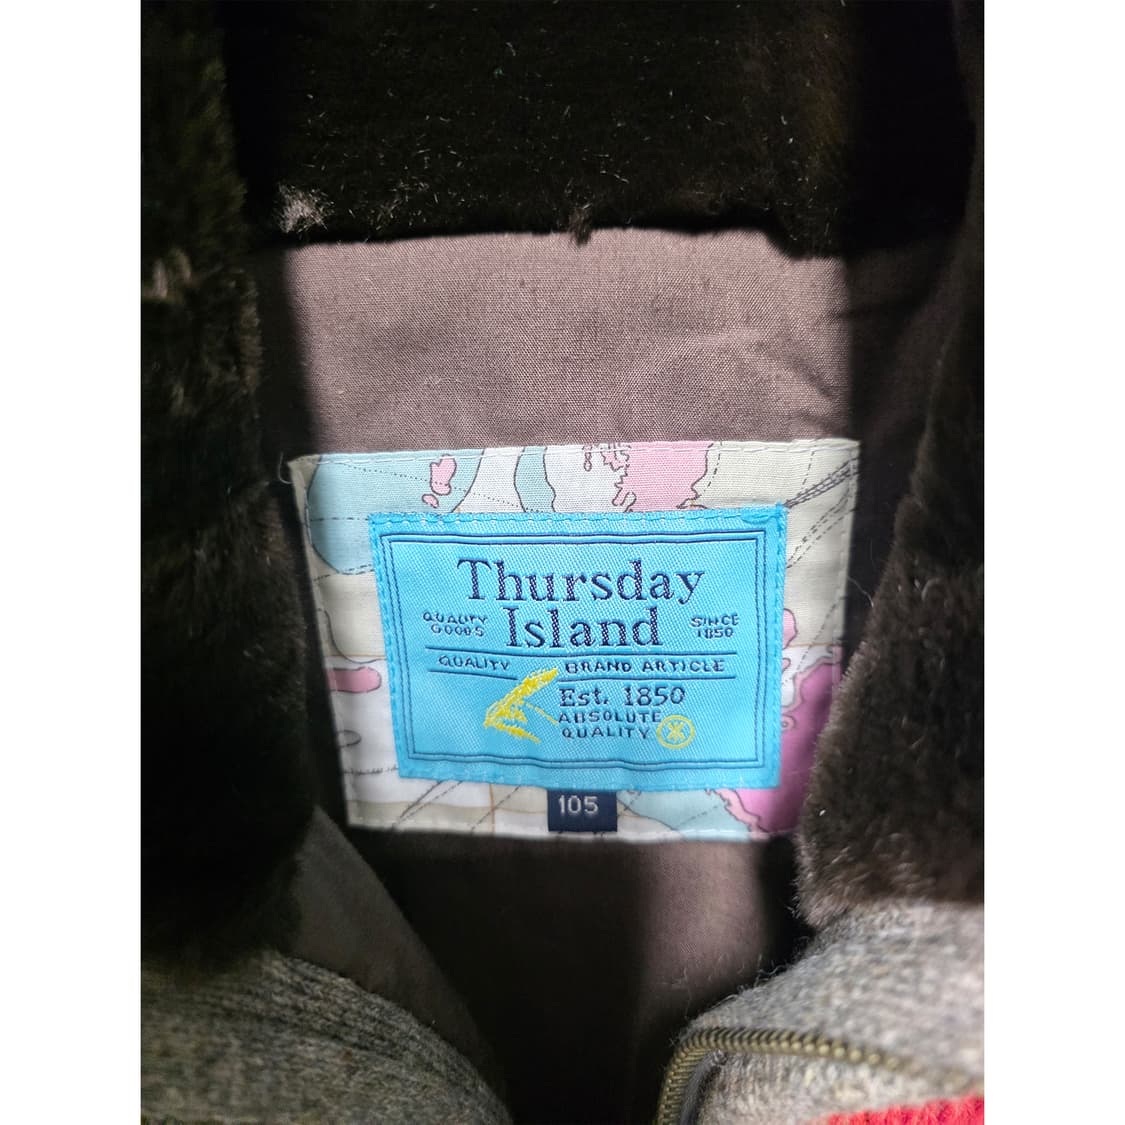 Thursday
QUALITY GOODS Island SINCE 1850
QUALITY BRAND ARTICLE
Est. 1850
ABSOLUTE
QUALITY
105